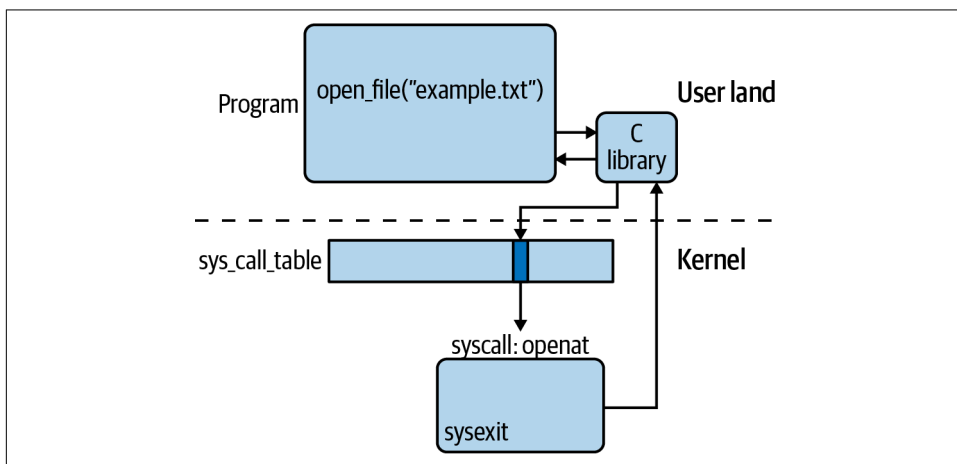 open_file("example.txt")
Program
User land
C
library
sys_call_table
Kernel
syscall: openat
sysexit